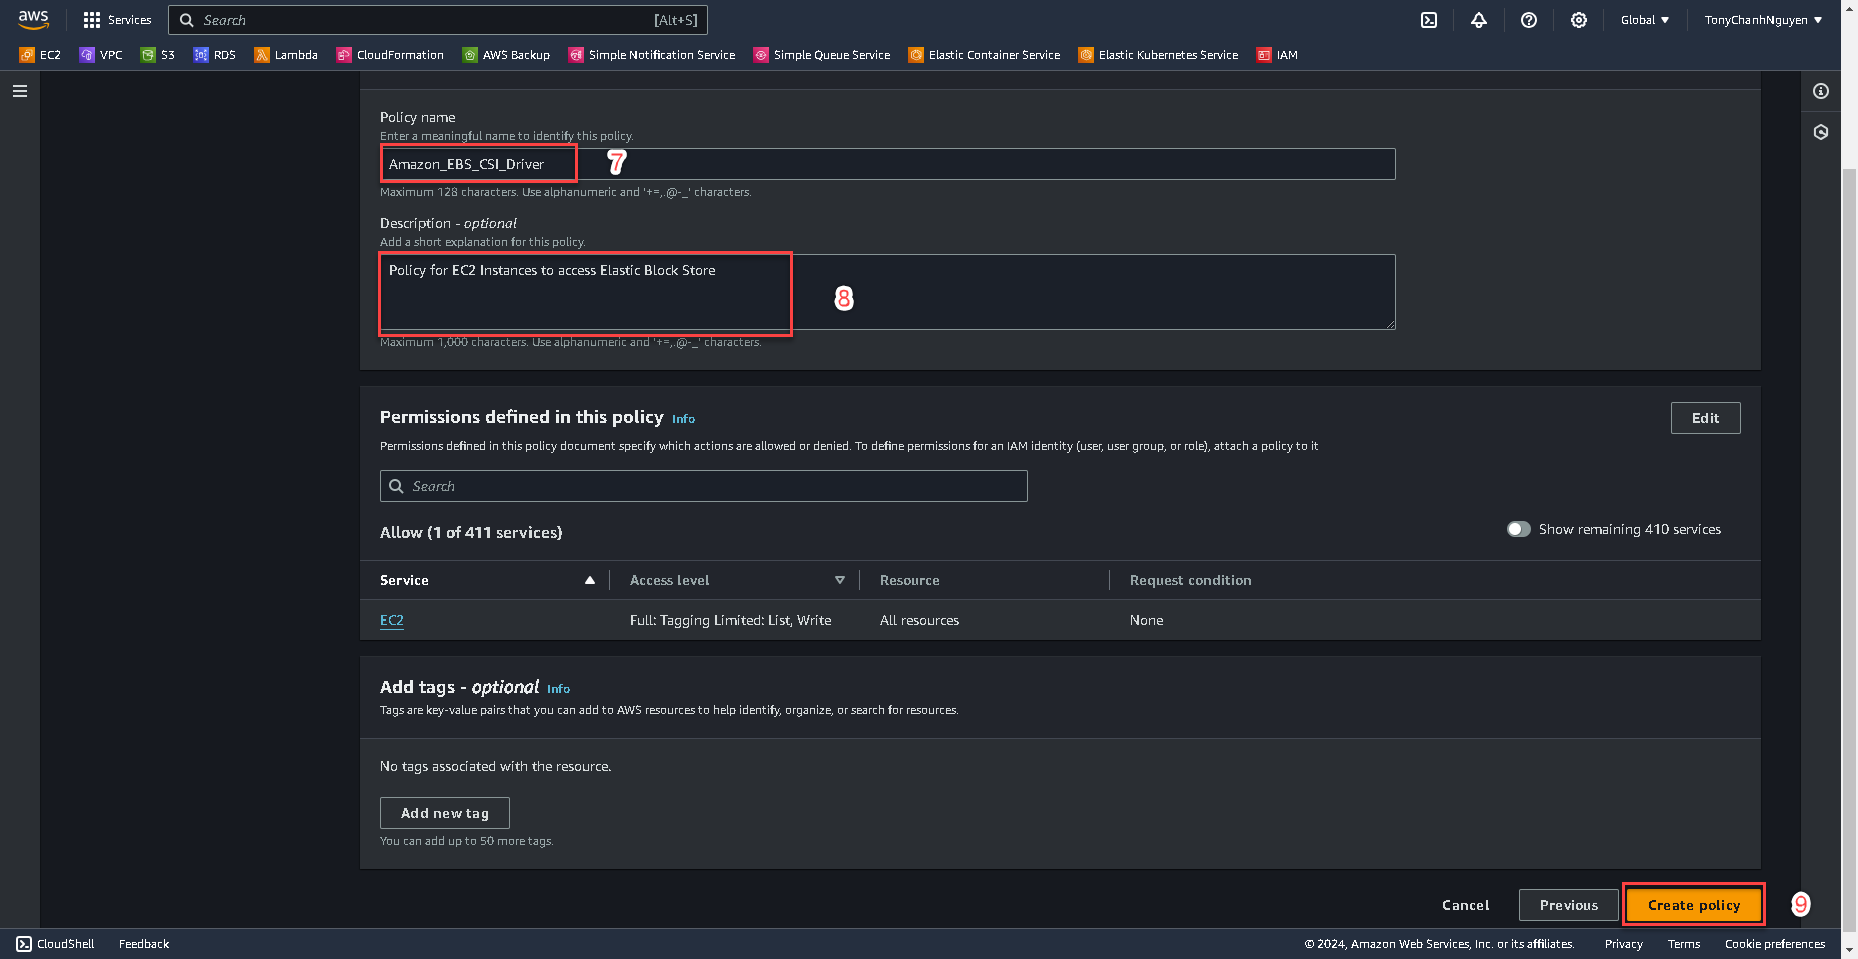 aws Services Search [Alt+S] Global TonyChanhNguyen
EC2 VPC S3 RDS Lambda CloudFormation AWS Backup Simple Notification Service Simple Queue Service Elastic Container Service Elastic Kubernetes Service IAM
Policy name
Enter a meaningful name to identify this policy.
Amazon_EBS_CSI_Driver 7
Maximum 128 characters. Use alphanumeric and '+=,.@-_' characters.
Description - optional
Add a short explanation for this policy.
Policy for EC2 Instances to access Elastic Block Store
8
Maximum 1,000 characters. Use alphanumeric and '+=,.@-_' characters.
Permissions defined in this policy Info Edit
Permissions defined in this policy document specify which actions are allowed or denied. To define permissions for an IAM identity (user, user group, or role), attach a policy to it
Search
Allow (1 of 411 services) Show remaining 410 services
Service Access level Resource Request condition
EC2 Full: Tagging Limited: List, Write All resources None
Add tags - optional Info
Tags are key-value pairs that you can add to AWS resources to help identify, organize, or search for resources.
No tags associated with the resource.
Add new tag
You can add up to 50 more tags.
Cancel Previous Create policy 9
CloudShell Feedback © 2024, Amazon Web Services, Inc. or its affiliates. Privacy Terms Cookie preferences